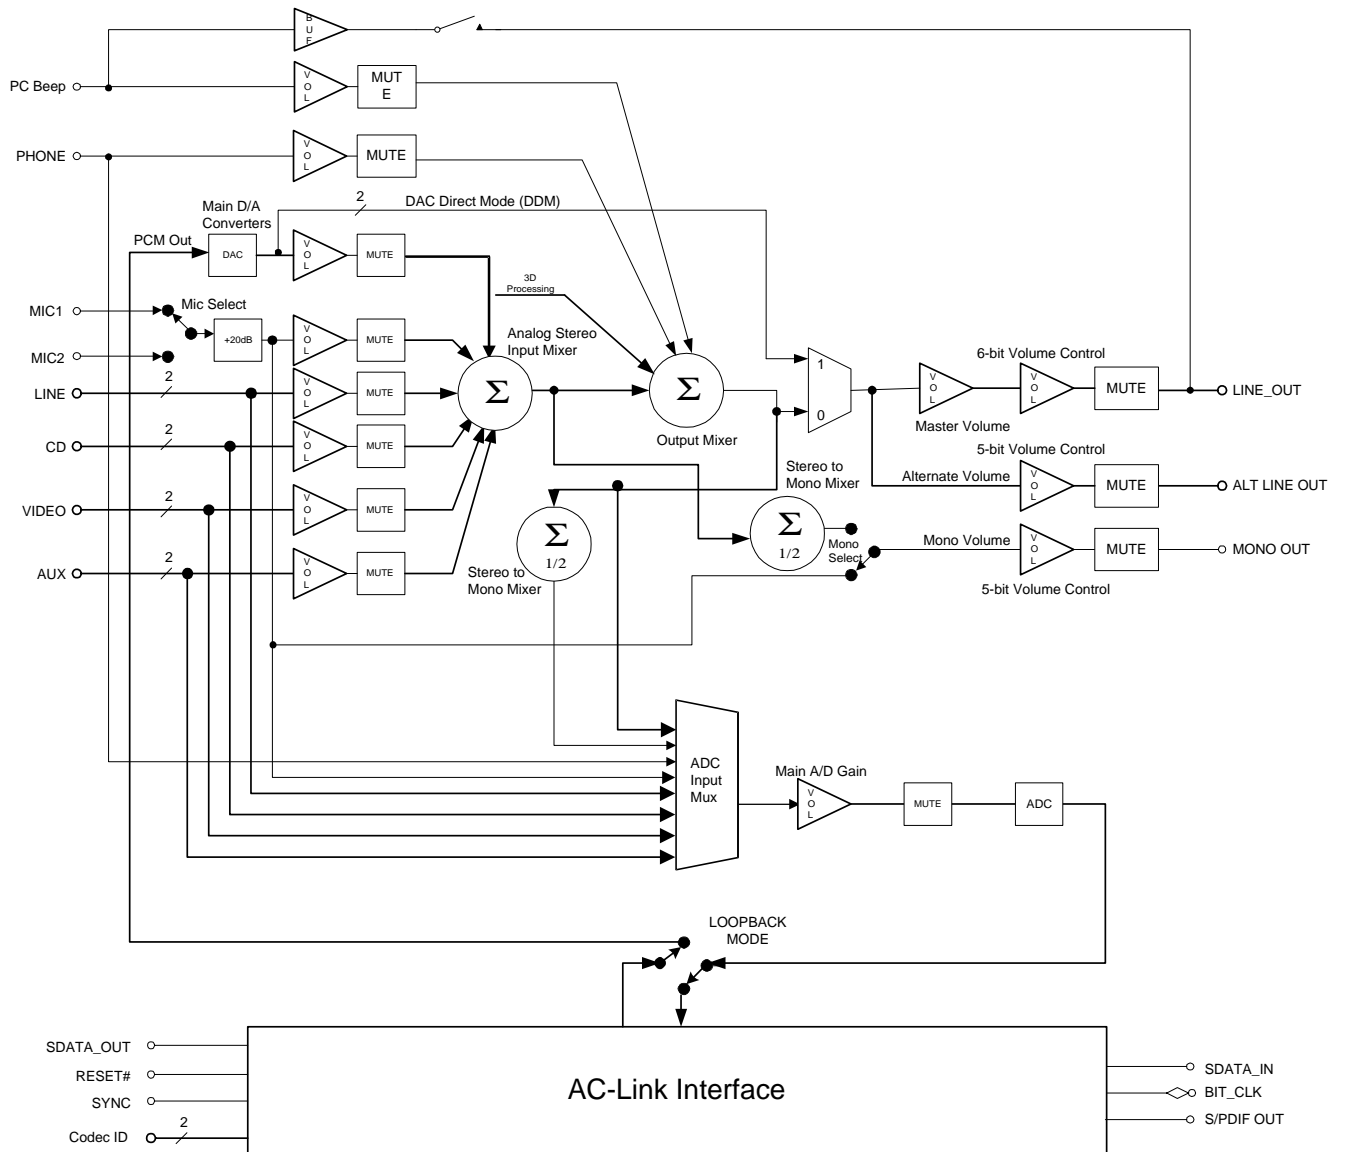 B
U
F
PC Beep
V
O
L
MUT
E
PHONE
V
O
L
MUTE
Main D/A
Converters
2
DAC Direct Mode (DDM)
PCM Out
DAC
V
O
L
MUTE
3D
Processing
MIC1
Mic Select
+20dB
V
O
L
MUTE
Analog Stereo
Input Mixer
MIC2
LINE
2
V
O
L
MUTE
Σ
Σ
Output Mixer
1
0
V
O
L
Master Volume
6-bit Volume Control
V
O
L
MUTE
LINE_OUT
CD
2
V
O
L
MUTE
5-bit Volume Control
Stereo to
Mono Mixer
Alternate Volume
V
O
L
MUTE
ALT LINE OUT
VIDEO
2
V
O
L
MUTE
Σ
1/2
Stereo to
Mono Mixer
Σ
1/2
Mono
Select
Mono Volume
V
O
L
MUTE
MONO OUT
5-bit Volume Control
AUX
2
V
O
L
MUTE
ADC
Input
Mux
Main A/D Gain
V
O
L
MUTE
ADC
LOOPBACK
MODE
SDATA_OUT
RESET#
SYNC
Codec ID
2
AC-Link Interface
SDATA_IN
BIT_CLK
S/PDIF OUT